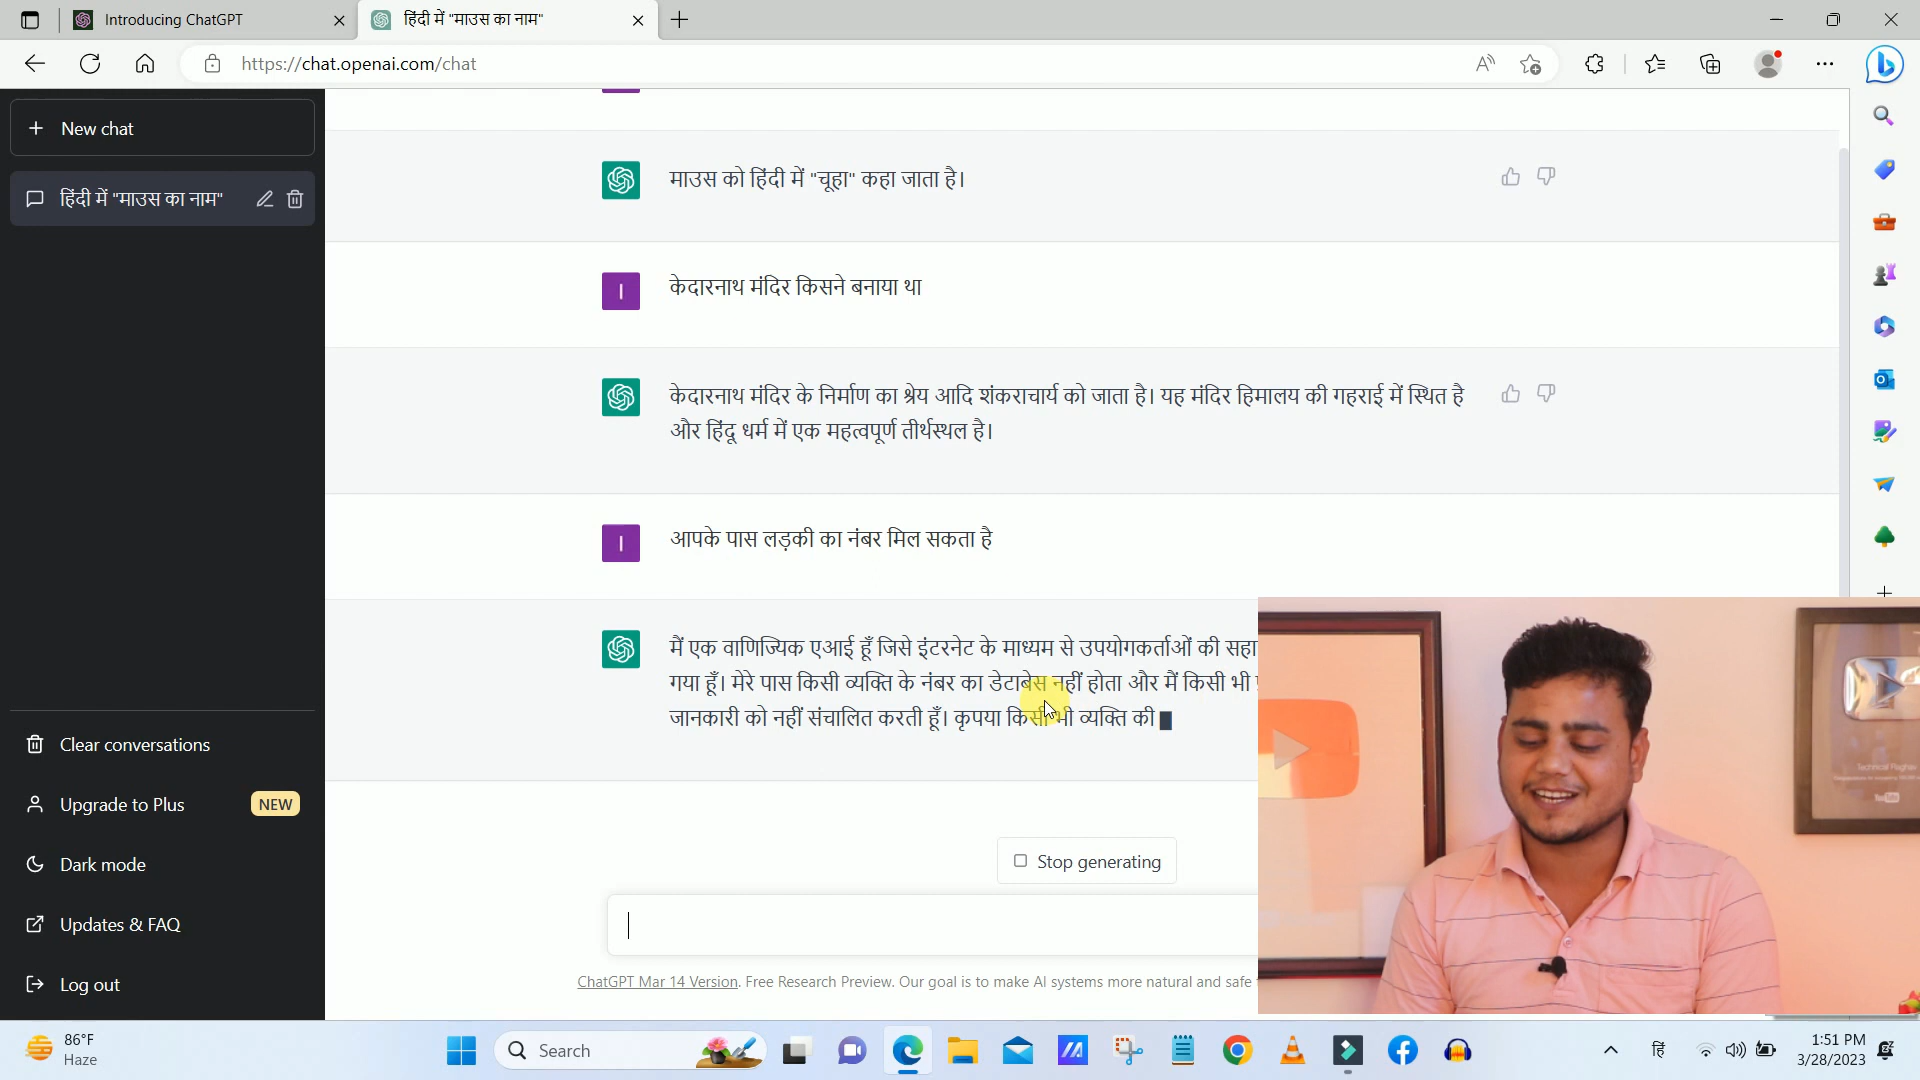 Introducing ChatGPT
हिंदी में "माउस का नाम"
https://chat.openai.com/chat
New chat
हिंदी में "माउस का नाम"
माउस को हिंदी में "चूहा" कहा जाता है।
I
केदारनाथ मंदिर किसने बनाया था
केदारनाथ मंदिर के निर्माण का श्रेय आदि शंकराचार्य को जाता है। यह मंदिर हिमालय की गहराई में स्थित है
और हिंदू धर्म में एक महत्वपूर्ण तीर्थस्थल है।
I
आपके पास लड़की का नंबर मिल सकता है
मैं एक वाणिज्यिक एआई हूँ जिसे इंटरनेट के माध्यम से उपयोगकर्ताओं की सहा
गया हूँ। मेरे पास किसी व्यक्ति के नंबर का डेटाबेस नहीं होता और मैं किसी भी
जानकारी को नहीं संचालित करती हूँ। कृपया किसी भी व्यक्ति की
Clear conversations
Upgrade to Plus NEW
Dark mode
Updates & FAQ
Log out
Stop generating
ChatGPT Mar 14 Version. Free Research Preview. Our goal is to make AI systems more natural and safe
Technical Raghav
YouTube
86°F
Haze
Search
हिं
1:51 PM
3/28/2023